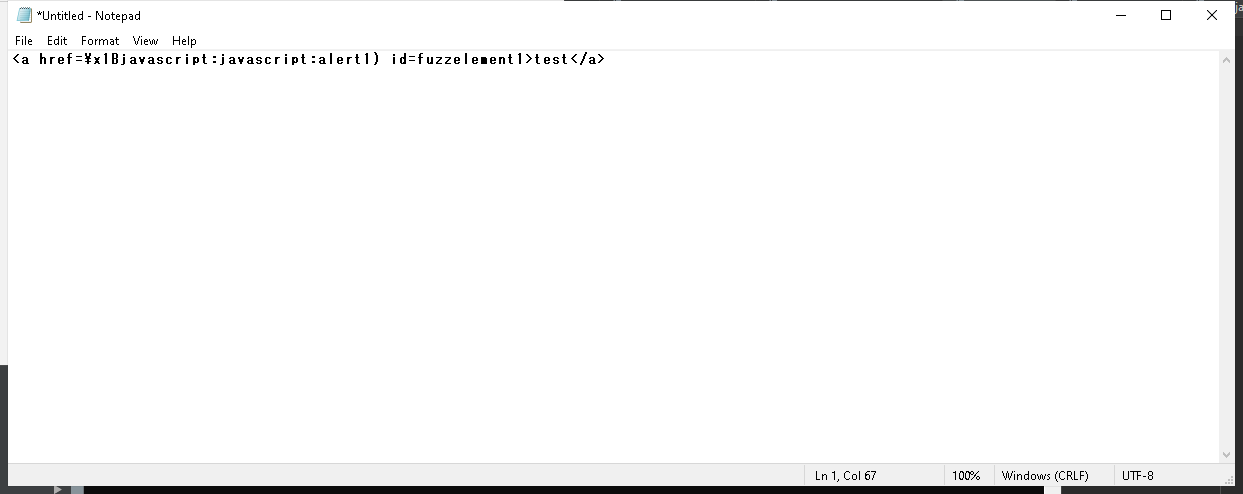 *Untitled - Notepad
File Edit Format View Help
<a href=¥x1Bjavascript:javascript:alert1) id=fuzzelement1>test</a>
Ln 1, Col 67 100% Windows (CRLF) UTF-8